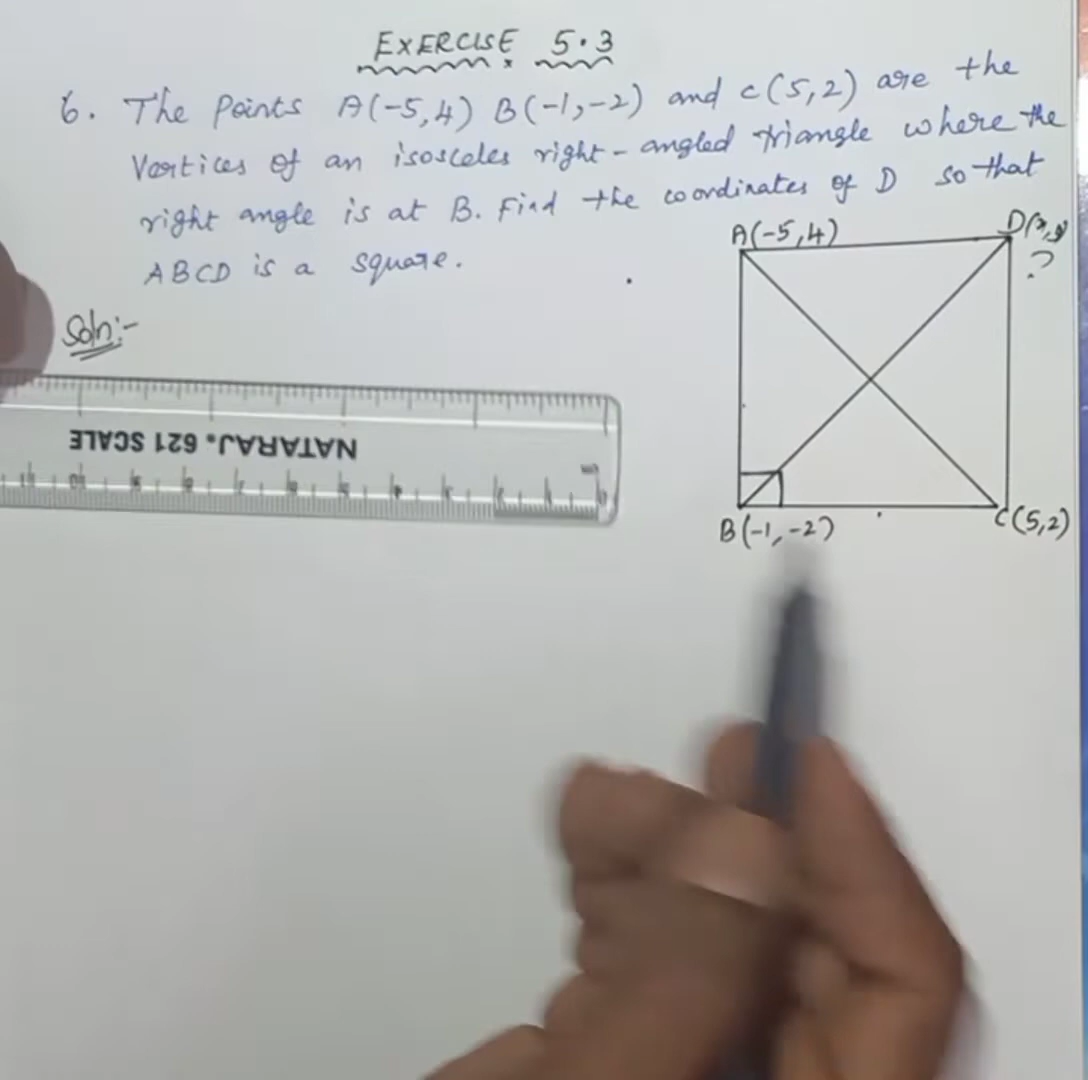 EXERCISE 5.3
6. The points A(-5,4) B(-1,-2) and C(5,2) are the
Vertices of an isosceles right-angled triangle where the
right angle is at B. Find the coordinates of D so that
ABCD is a square.
A(-5,4)
D(x,y)
?
Soln:-
NATARAJ. 621 SCALE
B(-1,-2)
C(5,2)